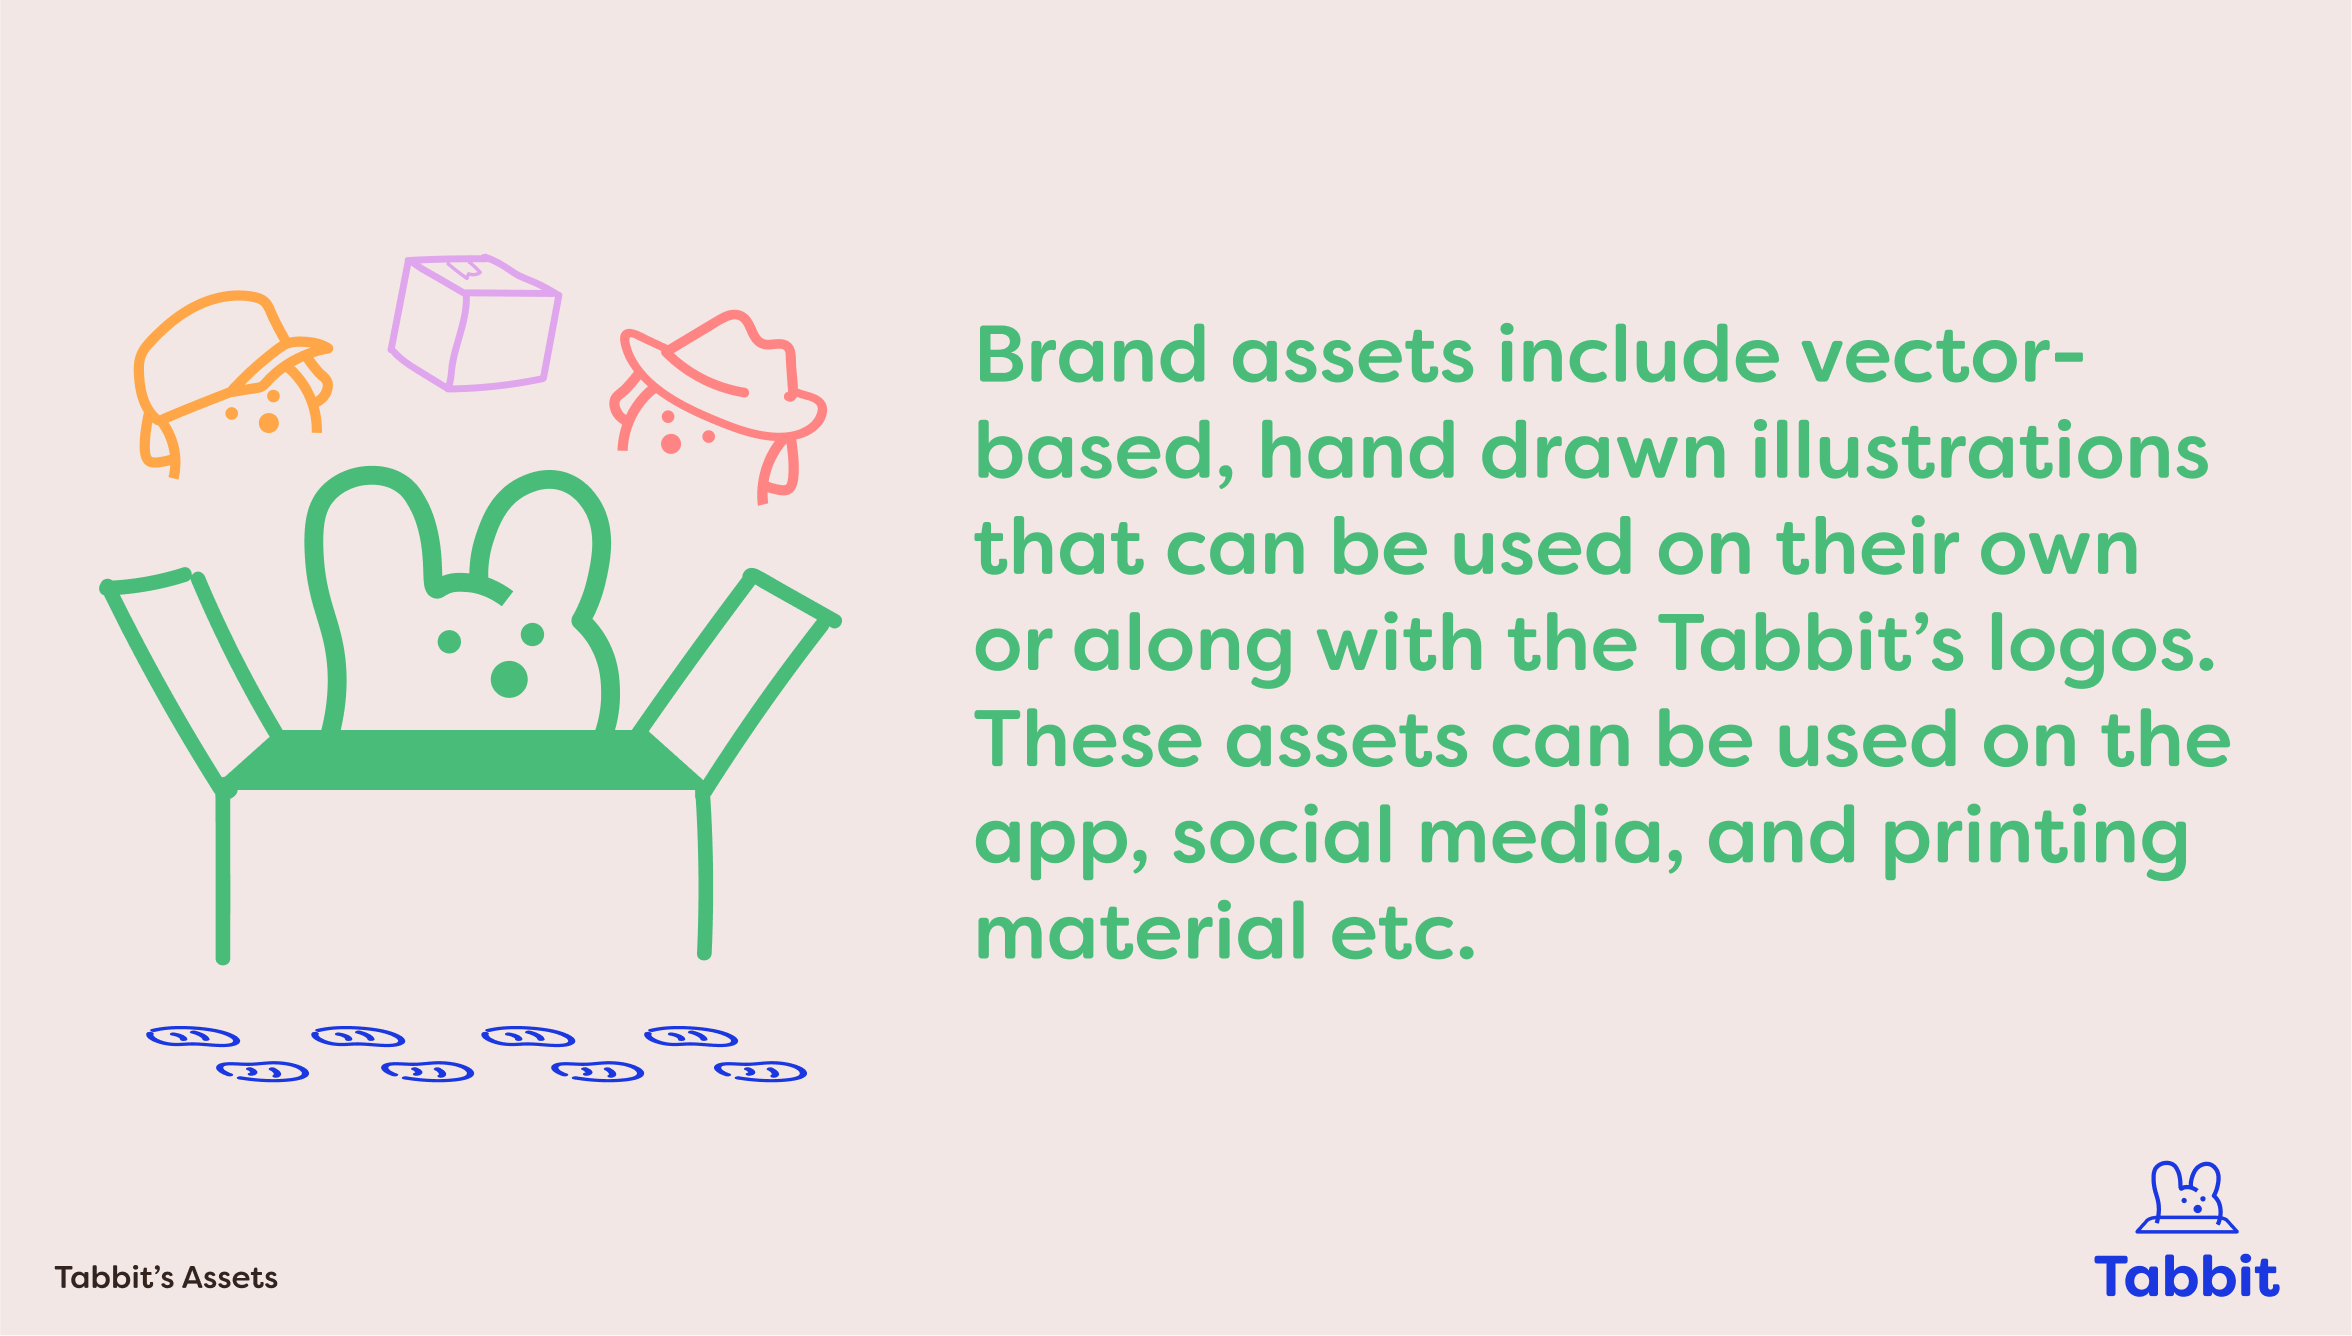 Brand assets include vector-
based, hand drawn illustrations
that can be used on their own
or along with the Tabbit’s logos.
These assets can be used on the
app, social media, and printing
material etc.
Tabbit’s Assets
Tabbit